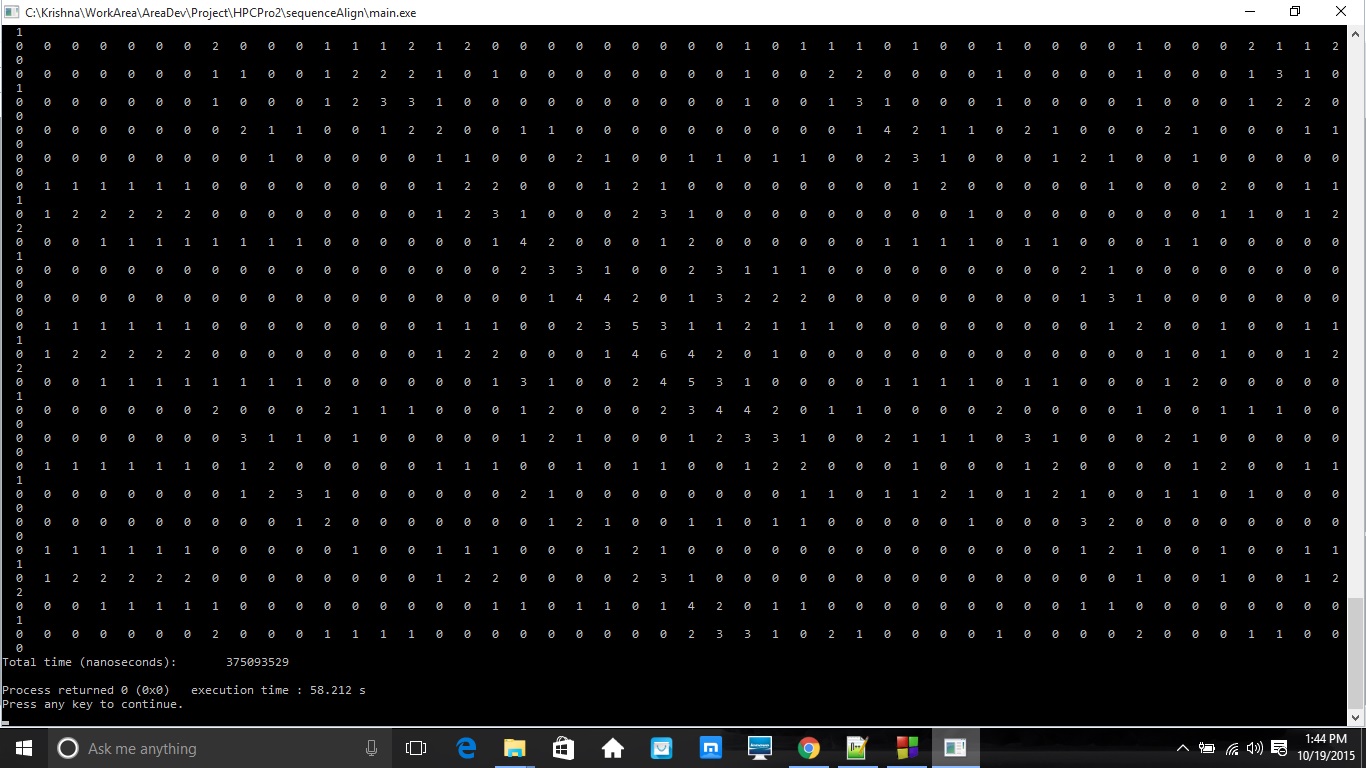 1
0 0 0 0 0 0 0 2 0 0 0 1 1 1 2 1 2 0 0 0 0 0 0 0 0 0 1 0 1 1 1 0 1 0 0 1 0 0 0 0 1 0 0 0 2 1 1 2
0
0 0 0 0 0 0 0 1 1 0 0 1 2 2 2 1 0 1 0 0 0 0 0 0 0 0 1 0 0 2 2 0 0 0 0 1 0 0 0 0 1 0 0 0 1 3 1 0
1
0 0 0 0 0 0 0 1 0 0 0 1 2 3 3 1 0 0 0 0 0 0 0 0 0 0 1 0 0 1 3 1 0 0 0 1 0 0 0 0 1 0 0 0 1 2 2 0
0
0 0 0 0 0 0 0 0 2 1 1 0 0 1 2 2 0 0 1 1 0 0 0 0 0 0 0 0 0 0 1 4 2 1 1 0 2 1 0 0 0 2 1 0 0 0 1 1
0
0 0 0 0 0 0 0 0 0 1 0 0 0 0 0 1 1 0 0 0 2 1 0 0 1 1 0 1 1 0 0 2 3 1 0 0 0 1 2 1 0 0 1 0 0 0 0 0
0
0 1 1 1 1 1 1 0 0 0 0 0 0 0 0 1 2 2 0 0 0 1 2 1 0 0 0 0 0 0 0 0 1 2 0 0 0 0 0 1 0 0 0 2 0 0 1 1
1
0 1 2 2 2 2 2 0 0 0 0 0 0 0 0 1 2 3 1 0 0 0 2 3 1 0 0 0 0 0 0 0 0 0 1 0 0 0 0 0 0 0 0 1 1 0 1 2
2
0 0 0 1 1 1 1 1 1 1 1 0 0 0 0 0 0 1 4 2 0 0 0 1 2 0 0 0 0 0 0 1 1 1 1 0 1 1 0 0 0 1 1 0 0 0 0 0
1
0 0 0 0 0 0 0 0 0 0 0 0 0 0 0 0 0 0 2 3 3 1 0 0 2 3 1 1 1 0 0 0 0 0 0 0 0 0 2 1 0 0 0 0 0 0 0 0
0
0 0 0 0 0 0 0 0 0 0 0 0 0 0 0 0 0 0 0 1 4 4 2 0 1 3 2 2 2 0 0 0 0 0 0 0 0 0 1 3 1 0 0 0 0 0 0 0
0
0 1 1 1 1 1 1 0 0 0 0 0 0 0 0 1 1 1 0 0 2 3 5 3 1 1 2 1 1 1 0 0 0 0 0 0 0 0 0 1 2 0 0 1 0 0 1 1
1
0 1 2 2 2 2 2 0 0 0 0 0 0 0 0 1 2 2 0 0 0 1 4 6 4 2 0 1 0 0 0 0 0 0 0 0 0 0 0 0 0 1 0 1 0 0 1 2
2
0 0 0 1 1 1 1 1 1 1 1 0 0 0 0 0 0 1 3 1 0 0 2 4 5 3 1 0 0 0 0 1 1 1 1 0 1 1 0 0 0 1 2 0 0 0 0 0
1
0 0 0 0 0 0 0 2 0 0 0 2 1 1 1 0 0 0 1 2 0 0 0 2 3 4 4 2 0 1 1 0 0 0 0 2 0 0 0 0 1 0 0 1 1 1 0 0
0
0 0 0 0 0 0 0 0 3 1 1 0 1 0 0 0 0 0 1 2 1 0 0 0 1 2 3 3 1 0 0 2 1 1 1 0 3 1 0 0 0 2 1 0 0 0 0 0
0
0 1 1 1 1 1 1 0 1 2 0 0 0 0 0 1 1 1 0 0 1 0 1 1 0 0 1 2 2 0 0 0 1 0 0 0 1 2 0 0 0 0 1 2 0 0 1 1
1
0 0 0 0 0 0 0 0 1 2 3 1 0 0 0 0 0 0 2 1 0 0 0 0 0 0 0 0 1 1 0 1 1 2 1 0 1 2 1 0 0 1 1 0 1 0 0 0
0
0 0 0 0 0 0 0 0 0 0 1 2 0 0 0 0 0 0 0 1 2 1 0 0 1 1 0 1 1 0 0 0 0 0 1 0 0 0 3 2 0 0 0 0 0 0 0 0
0
0 1 1 1 1 1 1 0 0 0 0 0 1 0 0 1 1 1 0 0 0 1 2 1 0 0 0 0 0 0 0 0 0 0 0 0 0 0 1 2 1 0 0 1 0 0 1 1
1
0 1 2 2 2 2 2 0 0 0 0 0 0 0 0 1 2 2 0 0 0 0 2 3 1 0 0 0 0 0 0 0 0 0 0 0 0 0 0 0 1 0 0 1 0 0 1 2
2
0 0 0 1 1 1 1 1 0 0 0 0 0 0 0 0 0 1 1 0 1 1 0 1 4 2 0 1 1 0 0 0 0 0 0 0 0 0 1 1 0 0 0 0 0 0 0 0
1
0 0 0 0 0 0 0 2 0 0 0 1 1 1 1 0 0 0 0 0 0 0 0 0 2 3 3 1 0 2 1 0 0 0 0 1 0 0 0 0 2 0 0 0 1 1 0 0
0
Total time (nanoseconds): 375093529
Process returned 0 (0x0) execution time : 58.212 s
Press any key to continue.
C:\Krishna\WorkArea\AreaDev\Project\HPCPro2\sequenceAlign\main.exe
Ask me anything
1:44 PM
10/19/2015